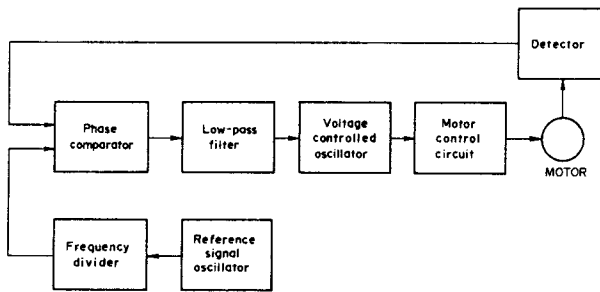 Detector
Phase
comparator
Low-pass
filter
Voltage
controlled
oscillator
Motor
control
circuit
MOTOR
Frequency
divider
Reference
signal
oscillator